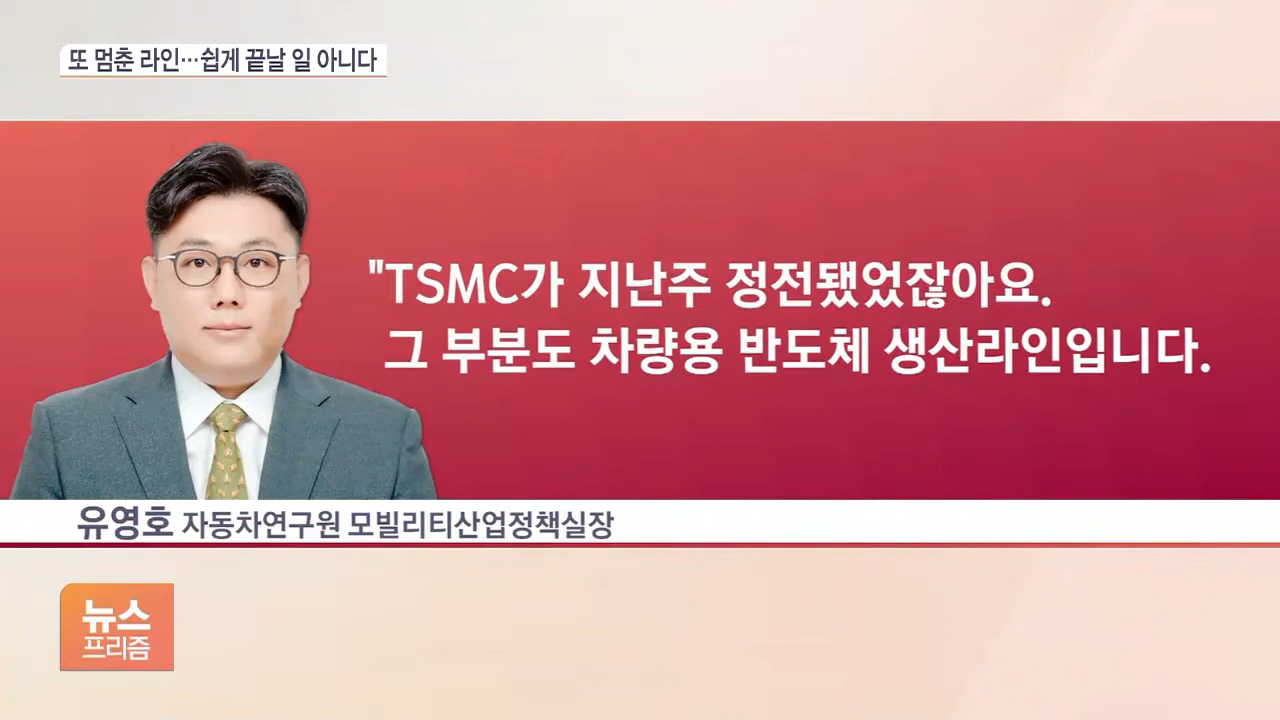 또 멈춘 라인…쉽게 끝날 일 아니다
"TSMC가 지난주 정전됐었잖아요.
그 부분도 차량용 반도체 생산라인입니다.
유영호 자동차연구원 모빌리티산업정책실장
뉴스
프리즘